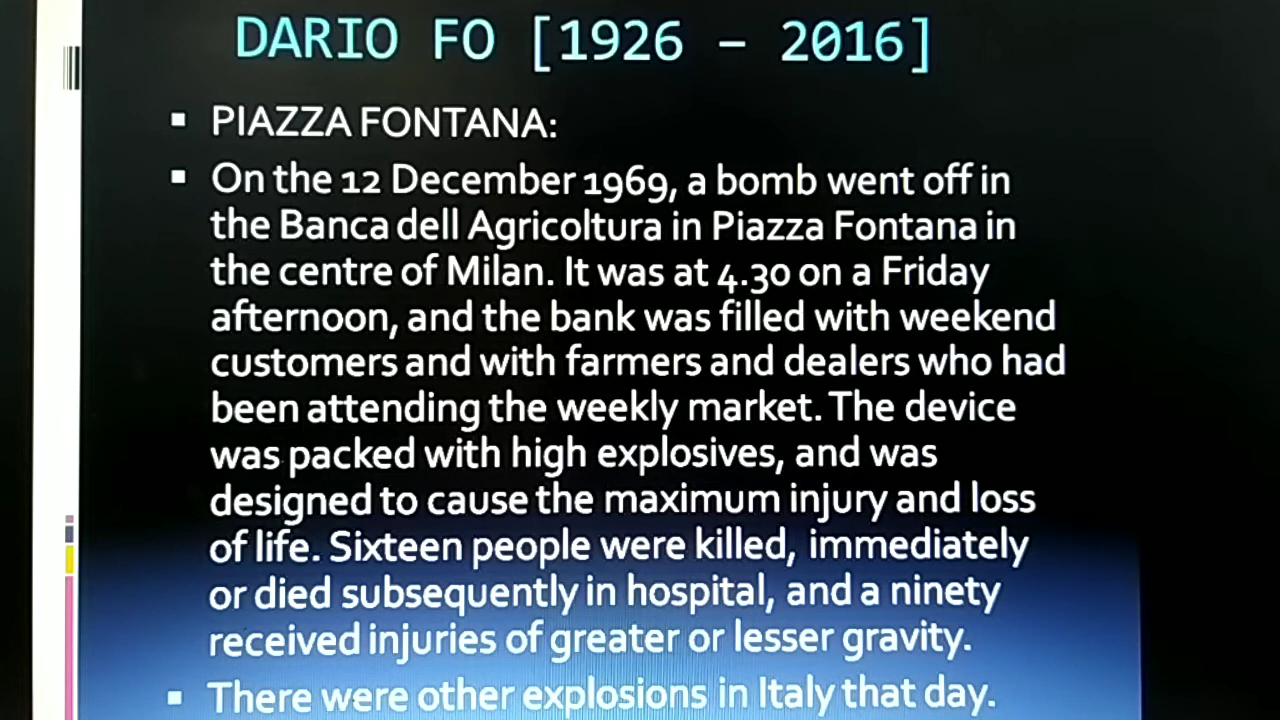 DARIO FO [1926 – 2016]
PIAZZA FONTANA:
On the 12 December 1969, a bomb went off in
the Banca dell Agricoltura in Piazza Fontana in
the centre of Milan. It was at 4.30 on a Friday
afternoon, and the bank was filled with weekend
customers and with farmers and dealers who had
been attending the weekly market. The device
was packed with high explosives, and was
designed to cause the maximum injury and loss
of life. Sixteen people were killed, immediately
or died subsequently in hospital, and a ninety
received injuries of greater or lesser gravity.
There were other explosions in Italy that day.